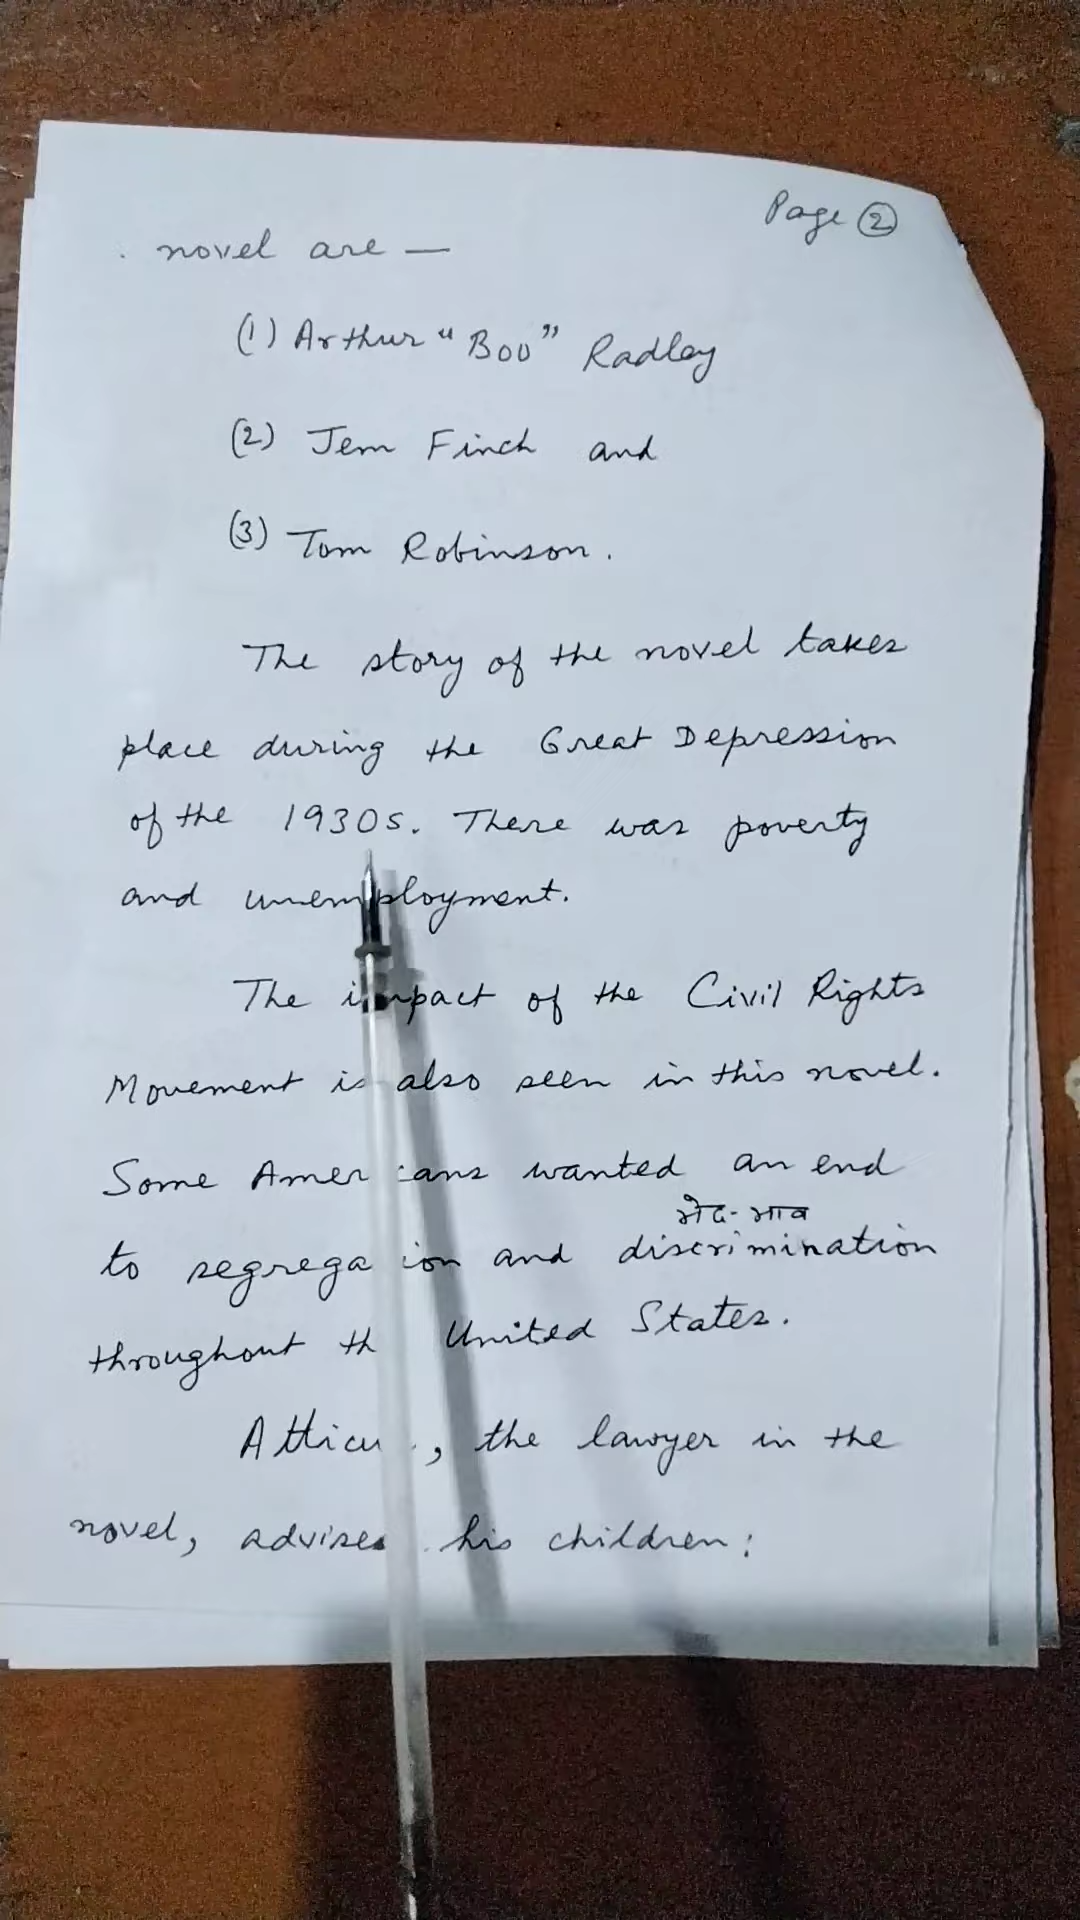 Page 2
novel are —
(1) Arthur "Boo" Radley
(2) Jem Finch and
(3) Tom Robinson.
The story of the novel takes
place during the Great Depression
of the 1930s. There was poverty
and unemployment.
The impact of the Civil Rights
Movement is also seen in this novel.
Some Americans wanted an end
भेद-भाव
to segregation and discrimination
throughout the United States.
Atticus, the lawyer in the
novel, advises his children: